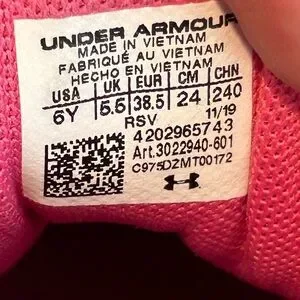 UNDER ARMOUR
MADE IN VIETNAM
FABRIQUÉ AU VIETNAM
HECHO EN VIETNAM
USA UK EUR CM CHN
6Y 5.5 38.5 24 240
RSV 11/19
4202965743
Art.3022940-601
C975DZMT00172